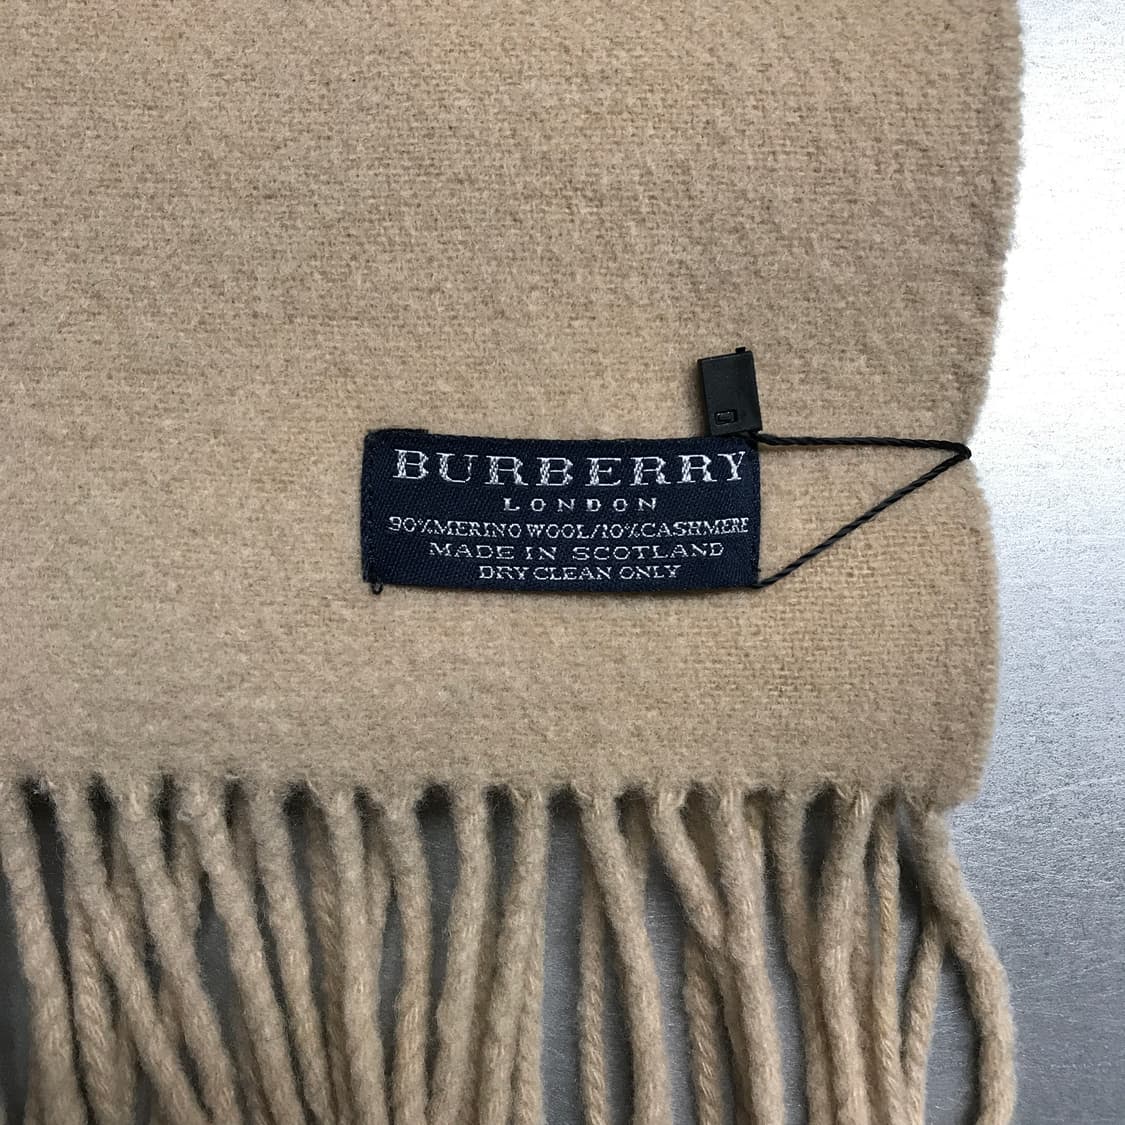 BURBERRY
LONDON
90%MERINO WOOL/10%CASHMERE
MADE IN SCOTLAND
DRY CLEAN ONLY